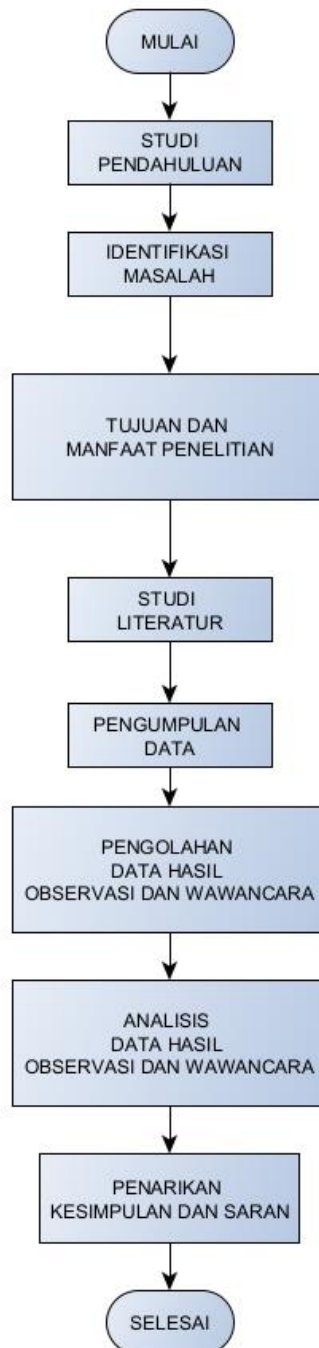 MULAI
STUDI
PENDAHULUAN
IDENTIFIKASI
MASALAH
TUJUAN DAN
MANFAAT PENELITIAN
STUDI
LITERATUR
PENGUMPULAN
DATA
PENGOLAHAN
DATA HASIL
OBSERVASI DAN WAWANCARA
ANALISIS
DATA HASIL
OBSERVASI DAN WAWANCARA
PENARIKAN
KESIMPULAN DAN SARAN
SELESAI